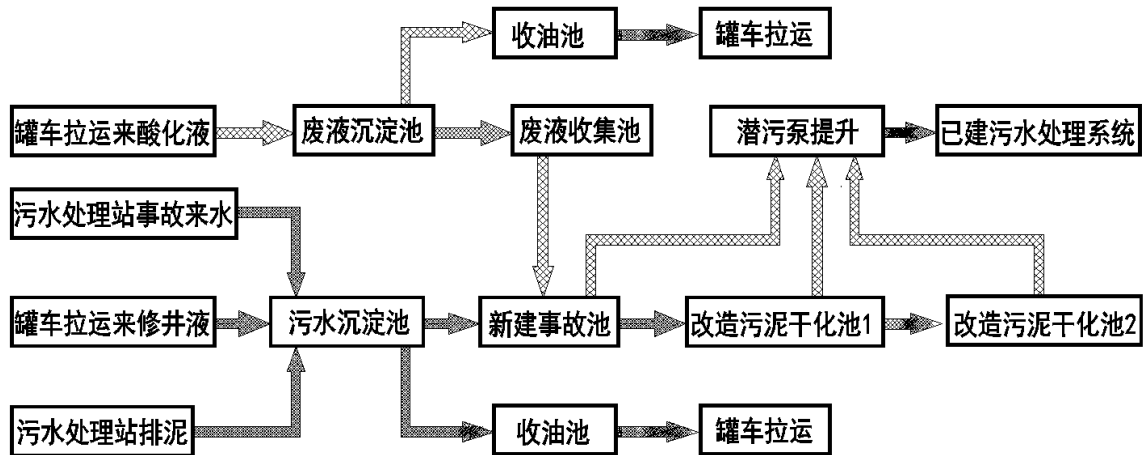 收油池
罐车拉运
罐车拉运来酸化液
废液沉淀池
废液收集池
潜污泵提升
已建污水处理系统
污水处理站事故来水
罐车拉运来修井液
污水沉淀池
新建事故池
改造污泥干化池1
改造污泥干化池2
污水处理站排泥
收油池
罐车拉运